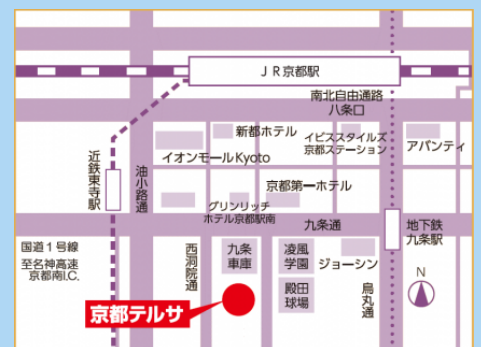 JR京都駅
南北自由通路
八条口
新都ホテル
イビススタイルズ
京都ステーション
アバンティ
イオンモールKyoto
近鉄東寺駅
油小路通
京都第一ホテル
グリンリッチ
ホテル京都駅南
九条通
地下鉄
九条駅
国道1号線
至名神高速
京都南I.C.
西洞院通
九条
車庫
凌風
学園
ジョーシン
殿田
球場
烏丸通
N
京都テルサ